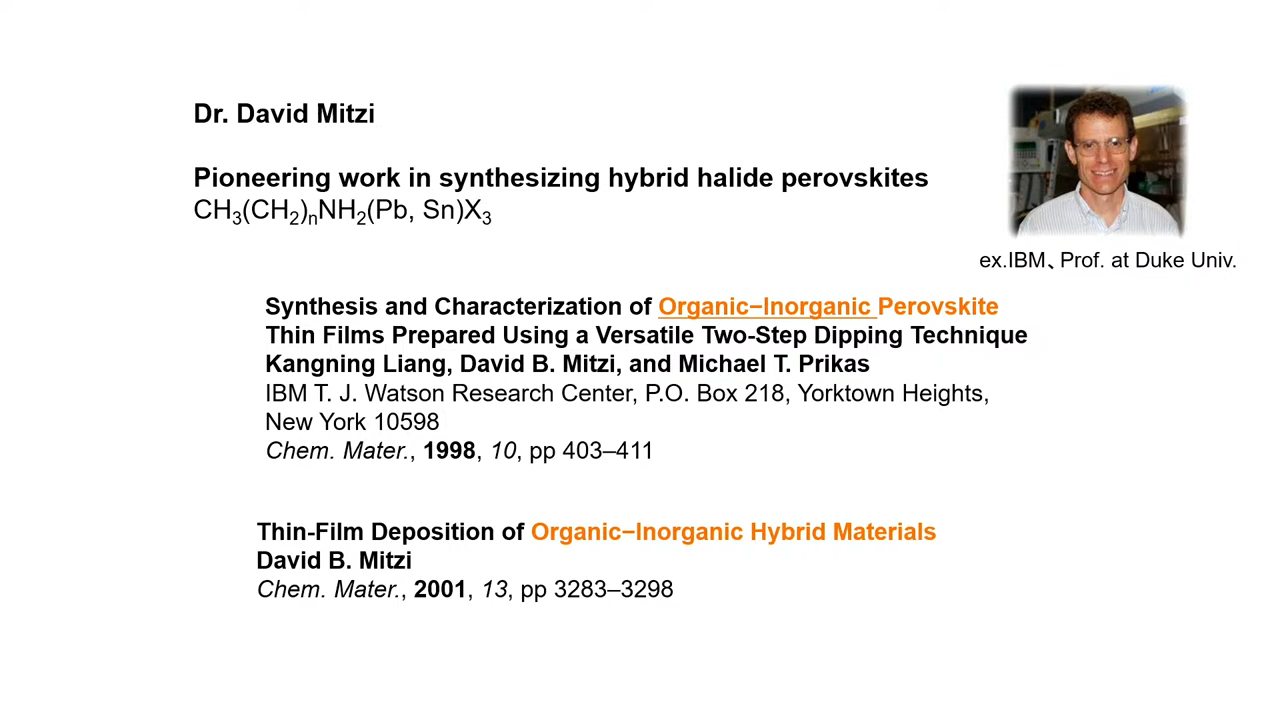 Dr. David Mitzi
Pioneering work in synthesizing hybrid halide perovskites
CH₃(CH₂)ₙNH₂(Pb, Sn)X₃
ex.IBM、Prof. at Duke Univ.
Synthesis and Characterization of Organic−Inorganic Perovskite
Thin Films Prepared Using a Versatile Two-Step Dipping Technique
Kangning Liang, David B. Mitzi, and Michael T. Prikas
IBM T. J. Watson Research Center, P.O. Box 218, Yorktown Heights,
New York 10598
Chem. Mater., 1998, 10, pp 403–411
Thin-Film Deposition of Organic−Inorganic Hybrid Materials
David B. Mitzi
Chem. Mater., 2001, 13, pp 3283–3298